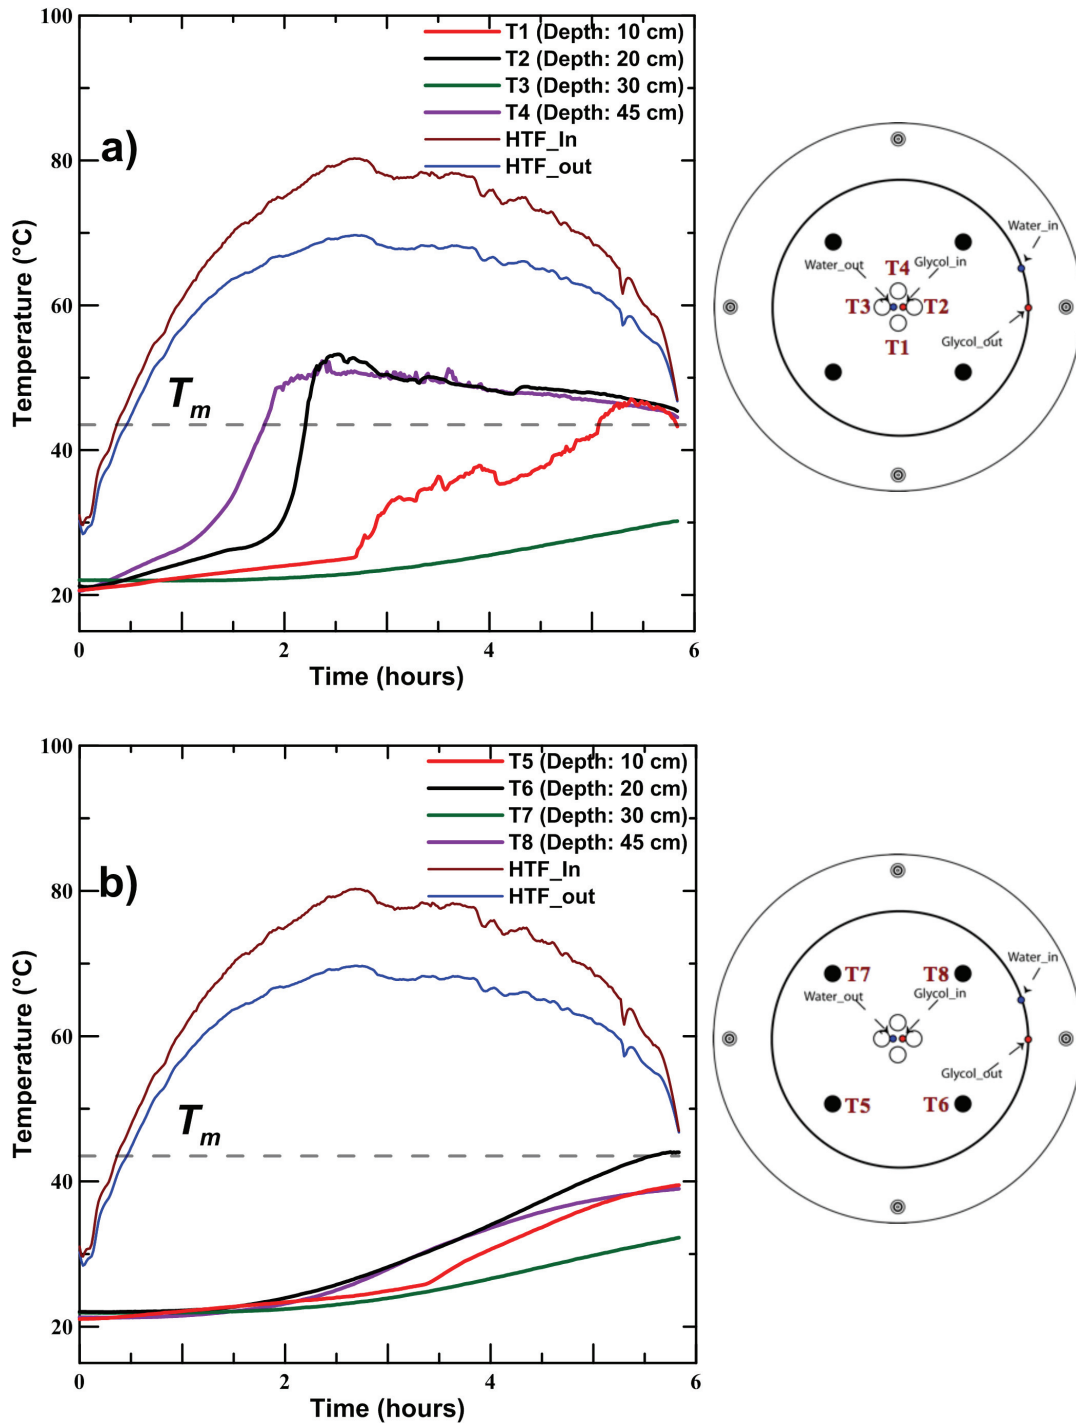 100
80
60
40
20
Temperature (°C)
a)
T1 (Depth: 10 cm)
T2 (Depth: 20 cm)
T3 (Depth: 30 cm)
T4 (Depth: 45 cm)
HTF_In
HTF_out
Tm
0 2 4 6
Time (hours)
Water_in
Water_out T4 Glycol_in
T3 T2
T1 Glycol_out
100
80
60
40
20
Temperature (°C)
b)
T5 (Depth: 10 cm)
T6 (Depth: 20 cm)
T7 (Depth: 30 cm)
T8 (Depth: 45 cm)
HTF_In
HTF_out
Tm
0 2 4 6
Time (hours)
Water_in
T7 T8
Water_out Glycol_in
Glycol_out
T5 T6